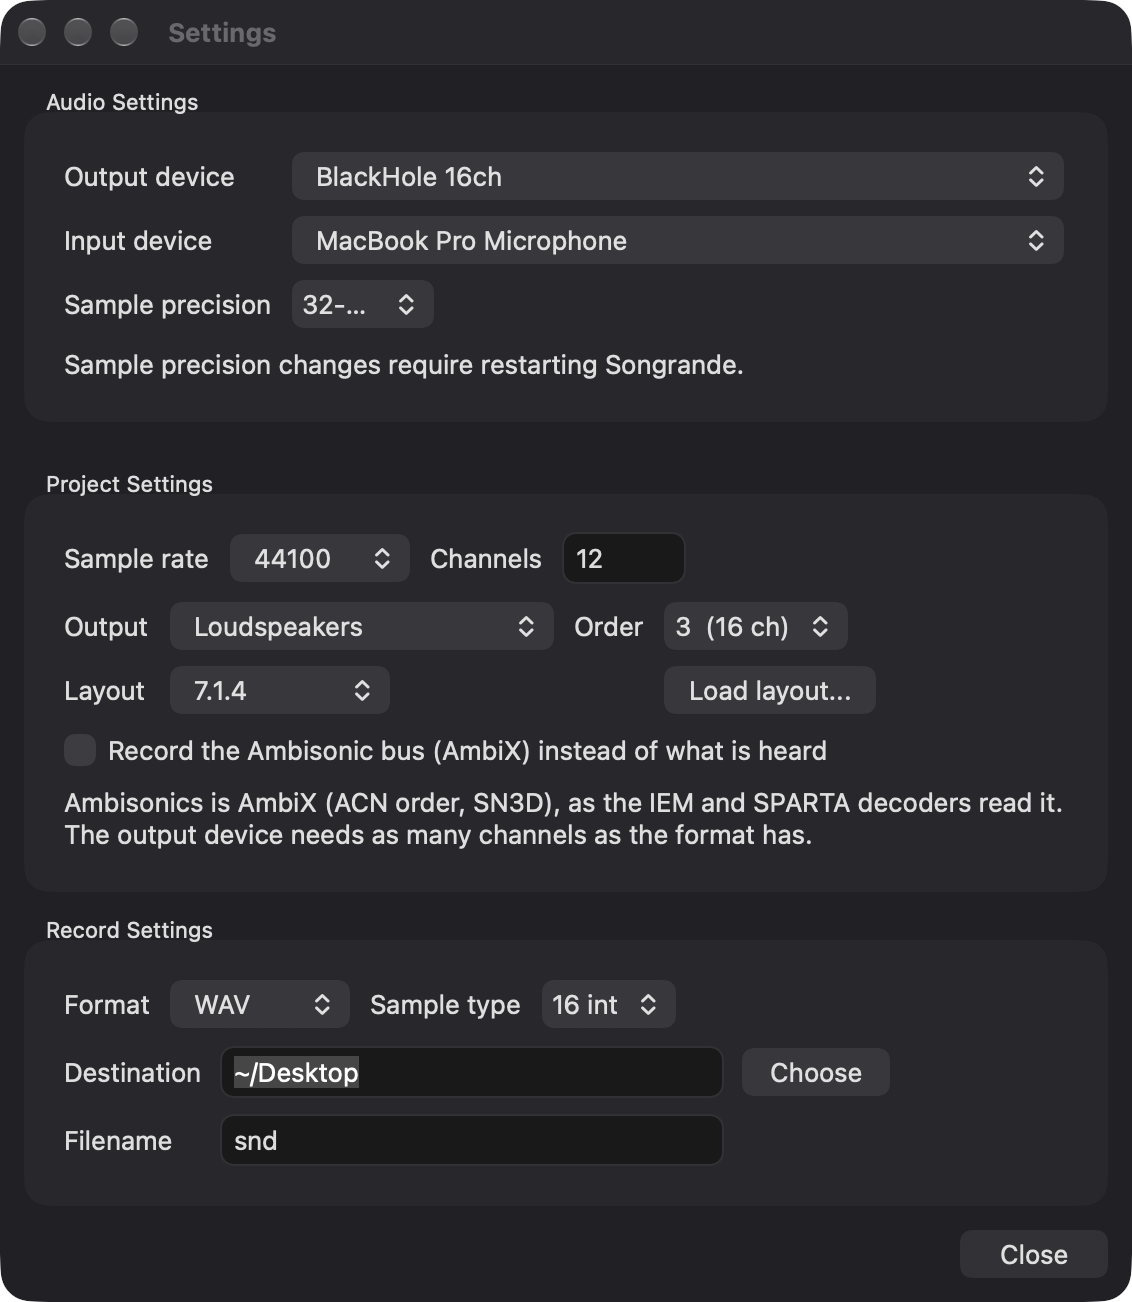 Settings
Audio Settings
Output device BlackHole 16ch
Input device MacBook Pro Microphone
Sample precision 32-...
Sample precision changes require restarting Songrande.
Project Settings
Sample rate 44100 Channels 12
Output Loudspeakers Order 3 (16 ch)
Layout 7.1.4 Load layout...
Record the Ambisonic bus (AmbiX) instead of what is heard
Ambisonics is AmbiX (ACN order, SN3D), as the IEM and SPARTA decoders read it.
The output device needs as many channels as the format has.
Record Settings
Format WAV Sample type 16 int
Destination ~/Desktop Choose
Filename snd
Close